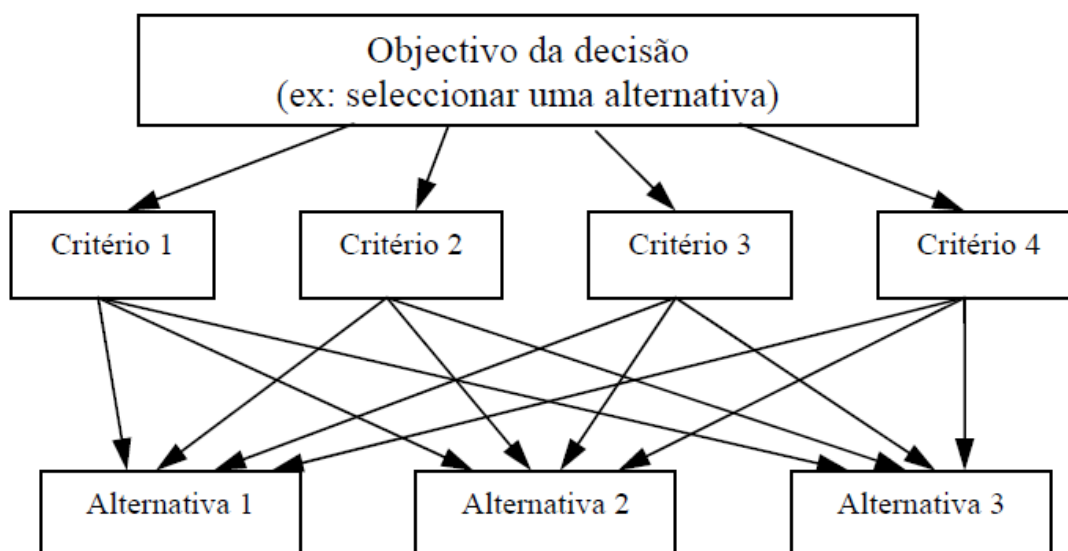 Objectivo da decisão
(ex: seleccionar uma alternativa)
Critério 1
Critério 2
Critério 3
Critério 4
Alternativa 1
Alternativa 2
Alternativa 3